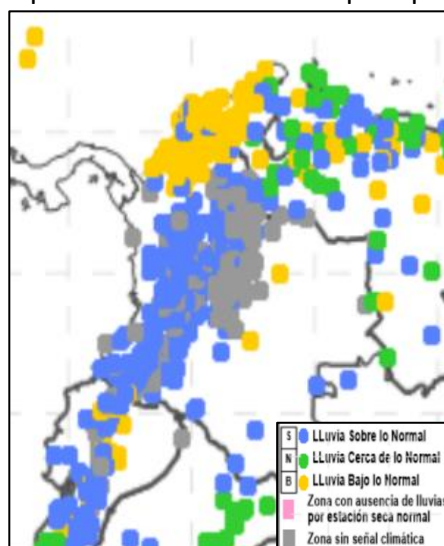 S LLuvia Sobre lo Normal
N LLuvia Cerca de lo Normal
B LLuvia Bajo lo Normal
Zona con ausencia de lluvias
por estación seca normal
Zona sin señal climática